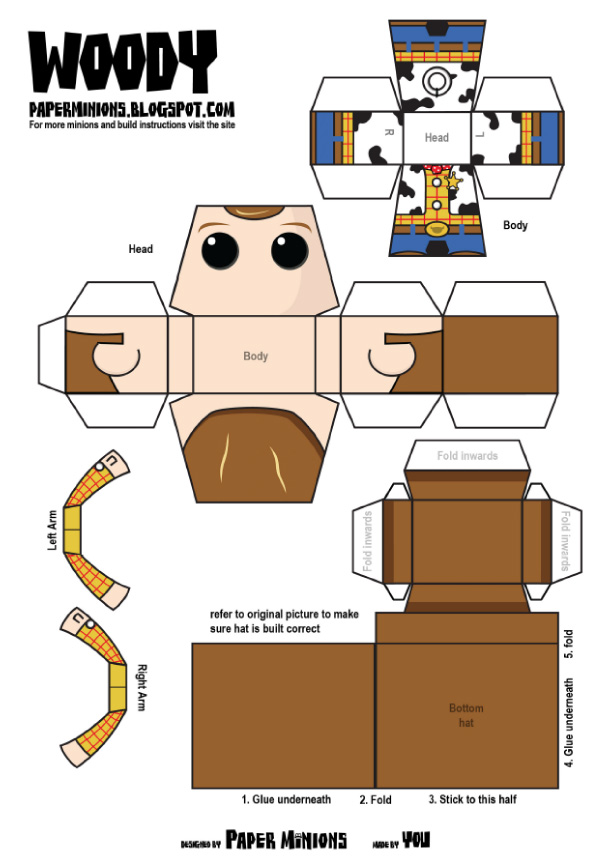 WOODY
PAPERMINIONS.BLOGSPOT.COM
For more minions and build instructions visit the site
R
Head
L
Body
Head
Body
Fold inwards
Fold inwards
Fold inwards
Left Arm
refer to original picture to make
sure hat is built correct
Right Arm
5. fold
4. Glue underneath
Bottom
hat
1. Glue underneath
2. Fold
3. Stick to this half
DESIGNED BY PAPER MINIONS
MADE BY YOU